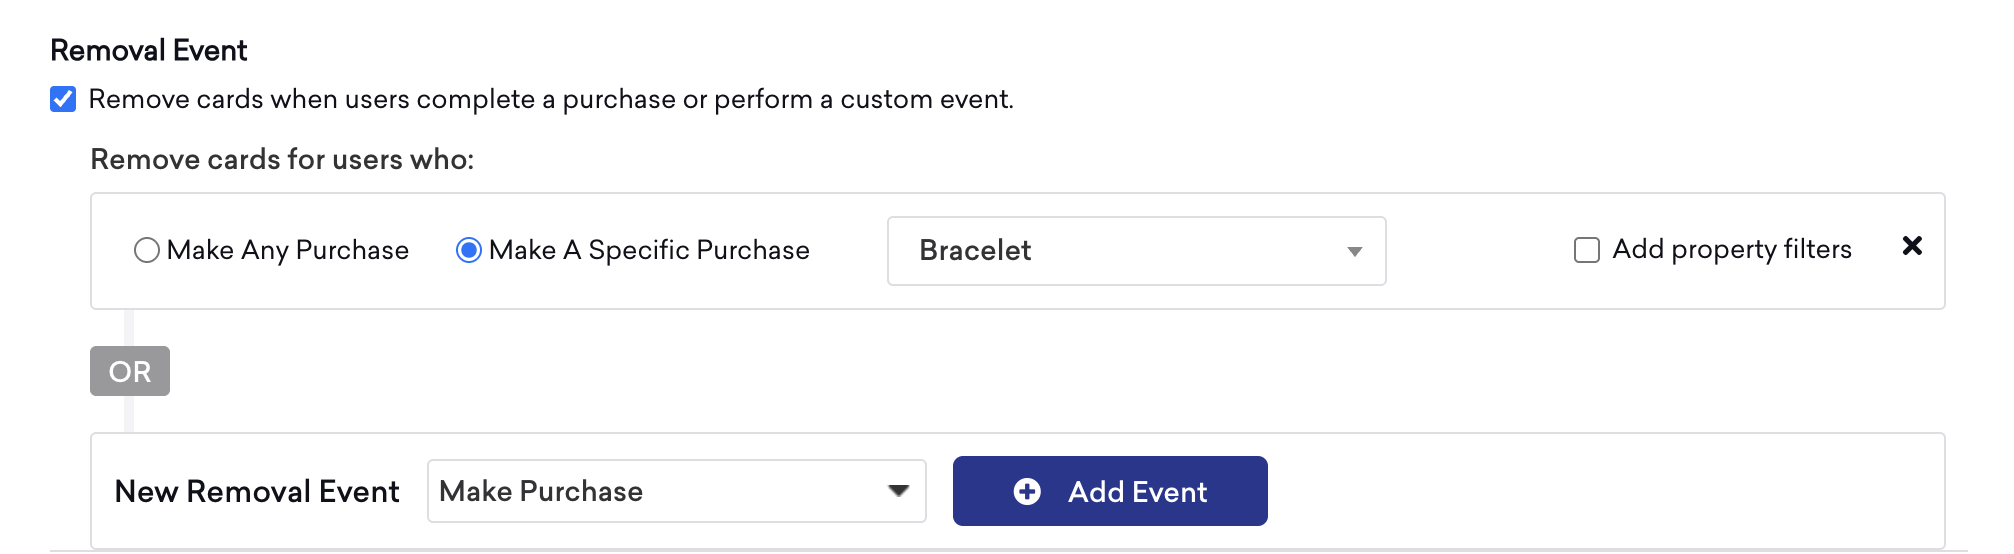 Removal Event
Remove cards when users complete a purchase or perform a custom event.
Remove cards for users who:
Make Any Purchase Make A Specific Purchase Bracelet Add property filters
OR
New Removal Event Make Purchase Add Event